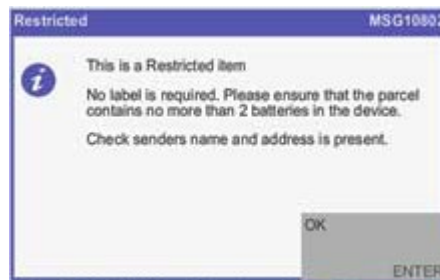 Restricted MSG10802
This is a Restricted item
No label is required. Please ensure that the parcel
contains no more than 2 batteries in the device.
Check senders name and address is present.
OK
ENTER